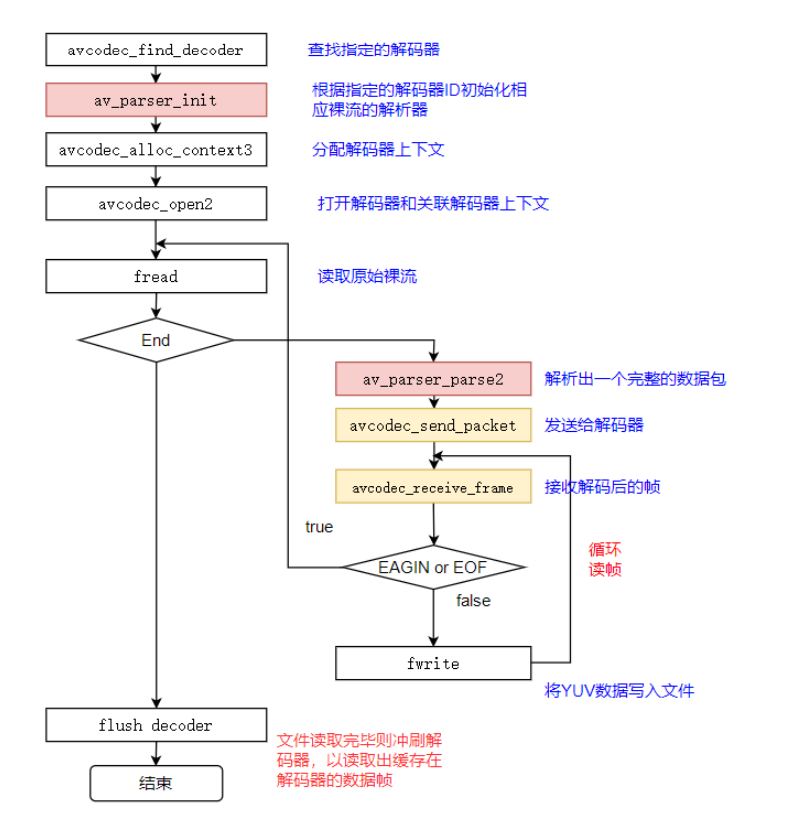 avcodec_find_decoder
查找指定的解码器
av_parser_init
根据指定的解码器ID初始化相
应裸流的解析器
avcodec_alloc_context3
分配解码器上下文
avcodec_open2
打开解码器和关联解码器上下文
fread
读取原始裸流
End
av_parser_parse2
解析出一个完整的数据包
avcodec_send_packet
发送给解码器
avcodec_receive_frame
接收解码后的帧
true
EAGIN or EOF
循环
读帧
false
fwrite
将YUV数据写入文件
flush decoder
文件读取完毕则冲刷解
码器，以读取出缓存在
解码器的数据帧
结束